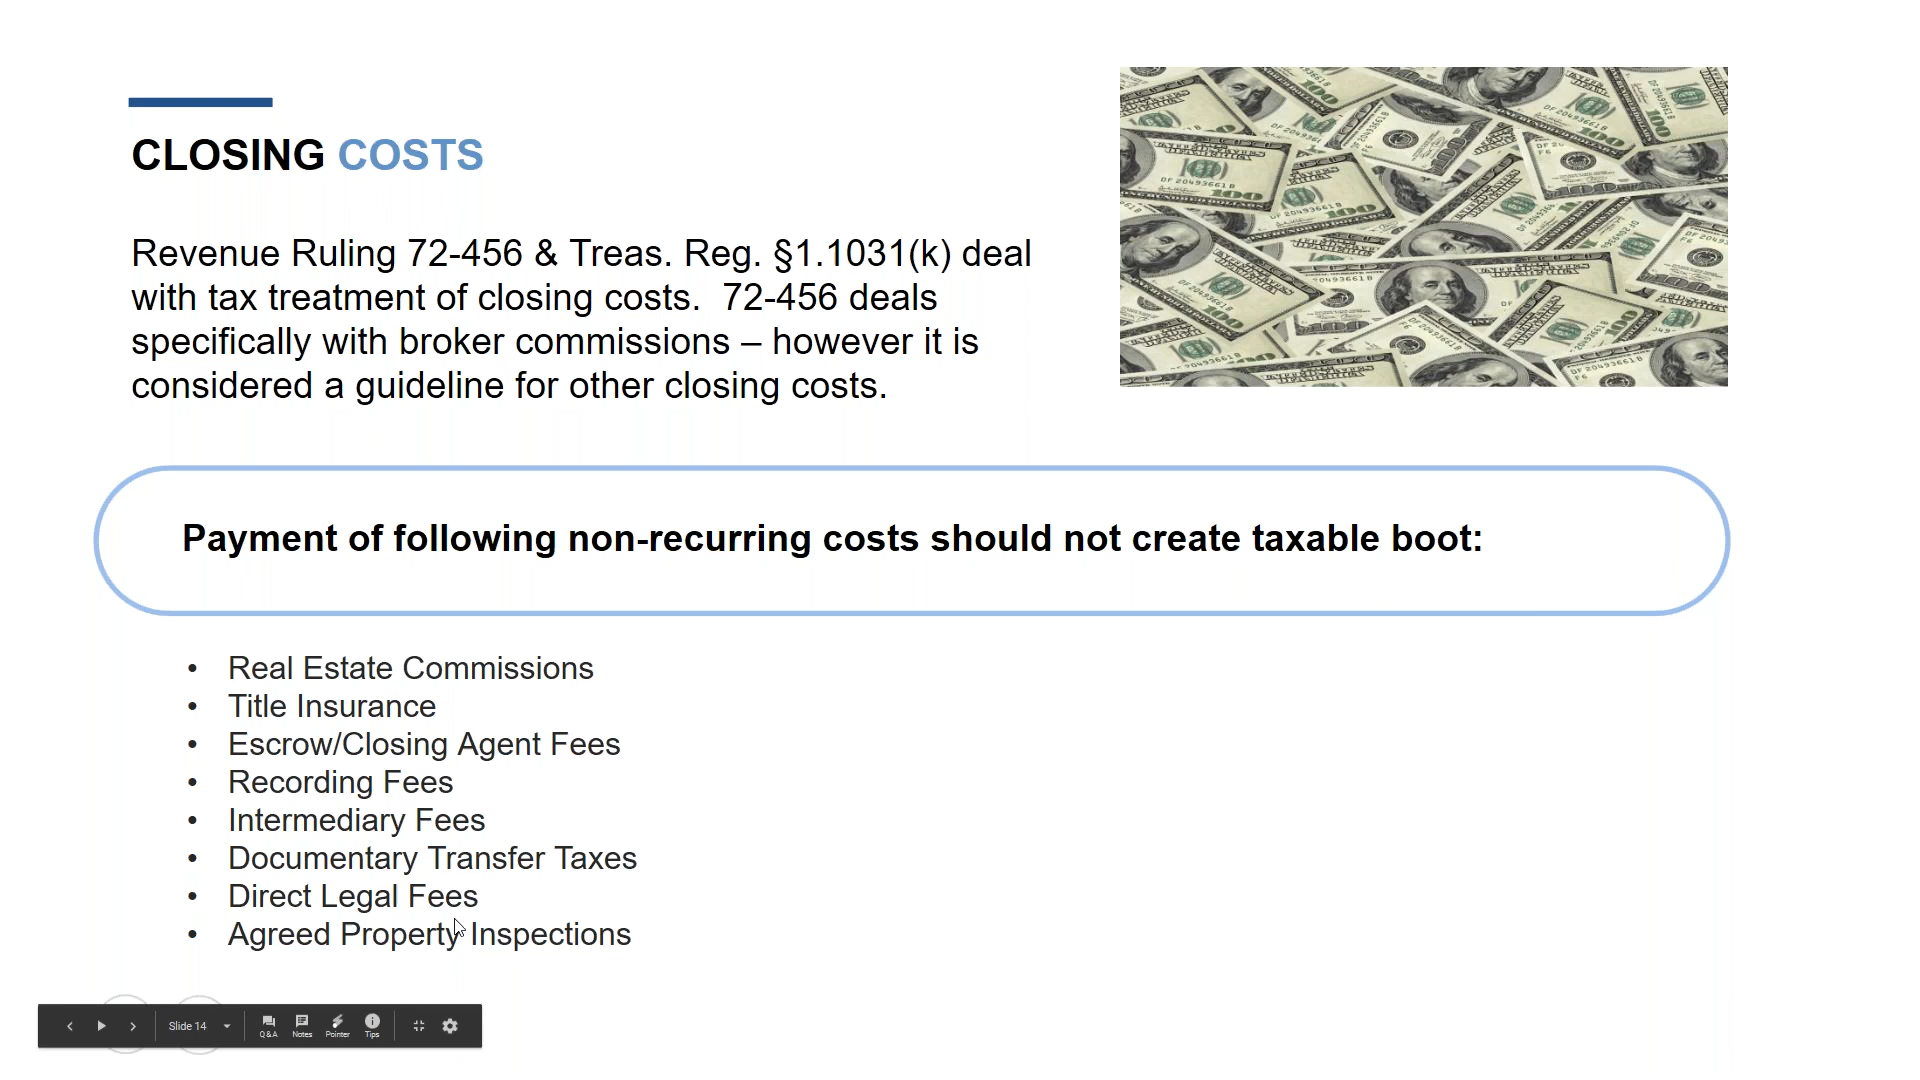 CLOSING COSTS
Revenue Ruling 72-456 & Treas. Reg. §1.1031(k) deal
with tax treatment of closing costs.  72-456 deals
specifically with broker commissions – however it is
considered a guideline for other closing costs.
Payment of following non-recurring costs should not create taxable boot:
• Real Estate Commissions
• Title Insurance
• Escrow/Closing Agent Fees
• Recording Fees
• Intermediary Fees
• Documentary Transfer Taxes
• Direct Legal Fees
• Agreed Property Inspections
Slide 14
Q&A Notes Pointer Tips